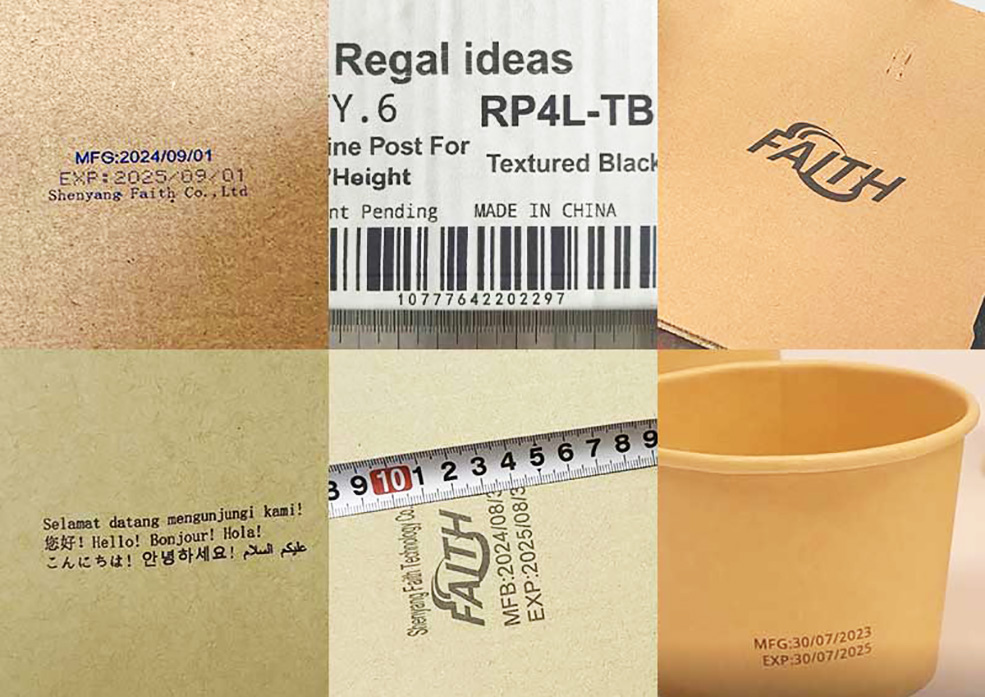 MFG:2024/09/01
EXP:2025/09/01
Shenyang Faith Co.,Ltd
Regal ideas
Y.6 RP4L-TB
ine Post For
Textured Black
Height
nt Pending MADE IN CHINA
10777642202297
FAITH
Selamat datang mengunjungi kami!
您好! Hello! Bonjour! Hola!
こんにちは! 안녕하세요! عليكم السلام
8 9 10 1 2 3 4 5 6 7 8 9
Shenyang Faith Technology Co.
FAITH
MFB:2024/08/3
EXP:2025/08/3
MFG:30/07/2023
EXP:30/07/2025